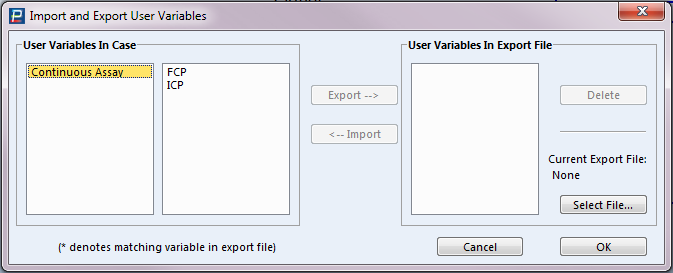 Import and Export User Variables
User Variables In Case
Continuous Assay
FCP
ICP
Export -->
<-- Import
User Variables In Export File
Delete
Current Export File:
None
Select File...
(* denotes matching variable in export file)
Cancel
OK